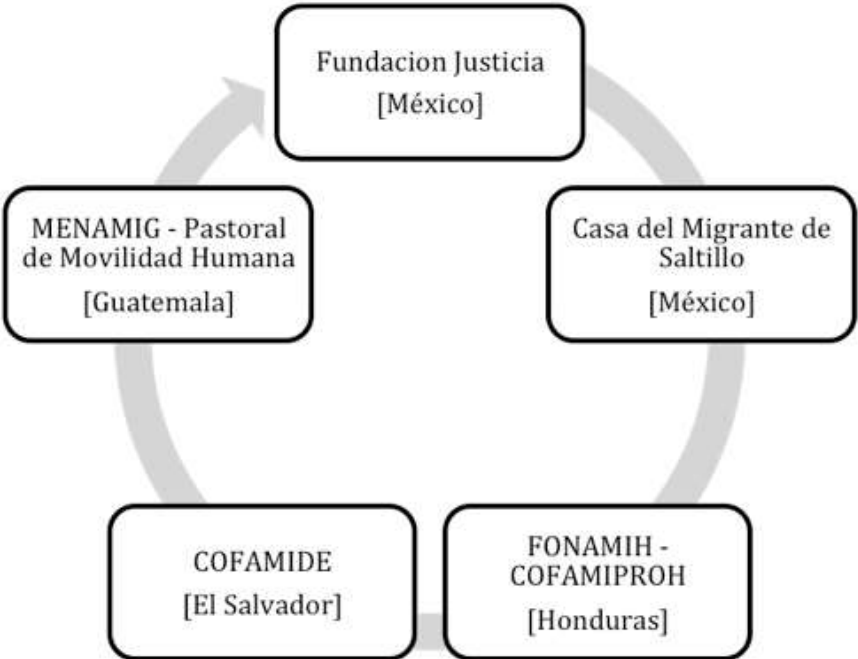 Fundacion Justicia
[México]
Casa del Migrante de
Saltillo
[México]
FONAMIH -
COFAMIPROH
[Honduras]
COFAMIDE
[El Salvador]
MENAMIG - Pastoral
de Movilidad Humana
[Guatemala]